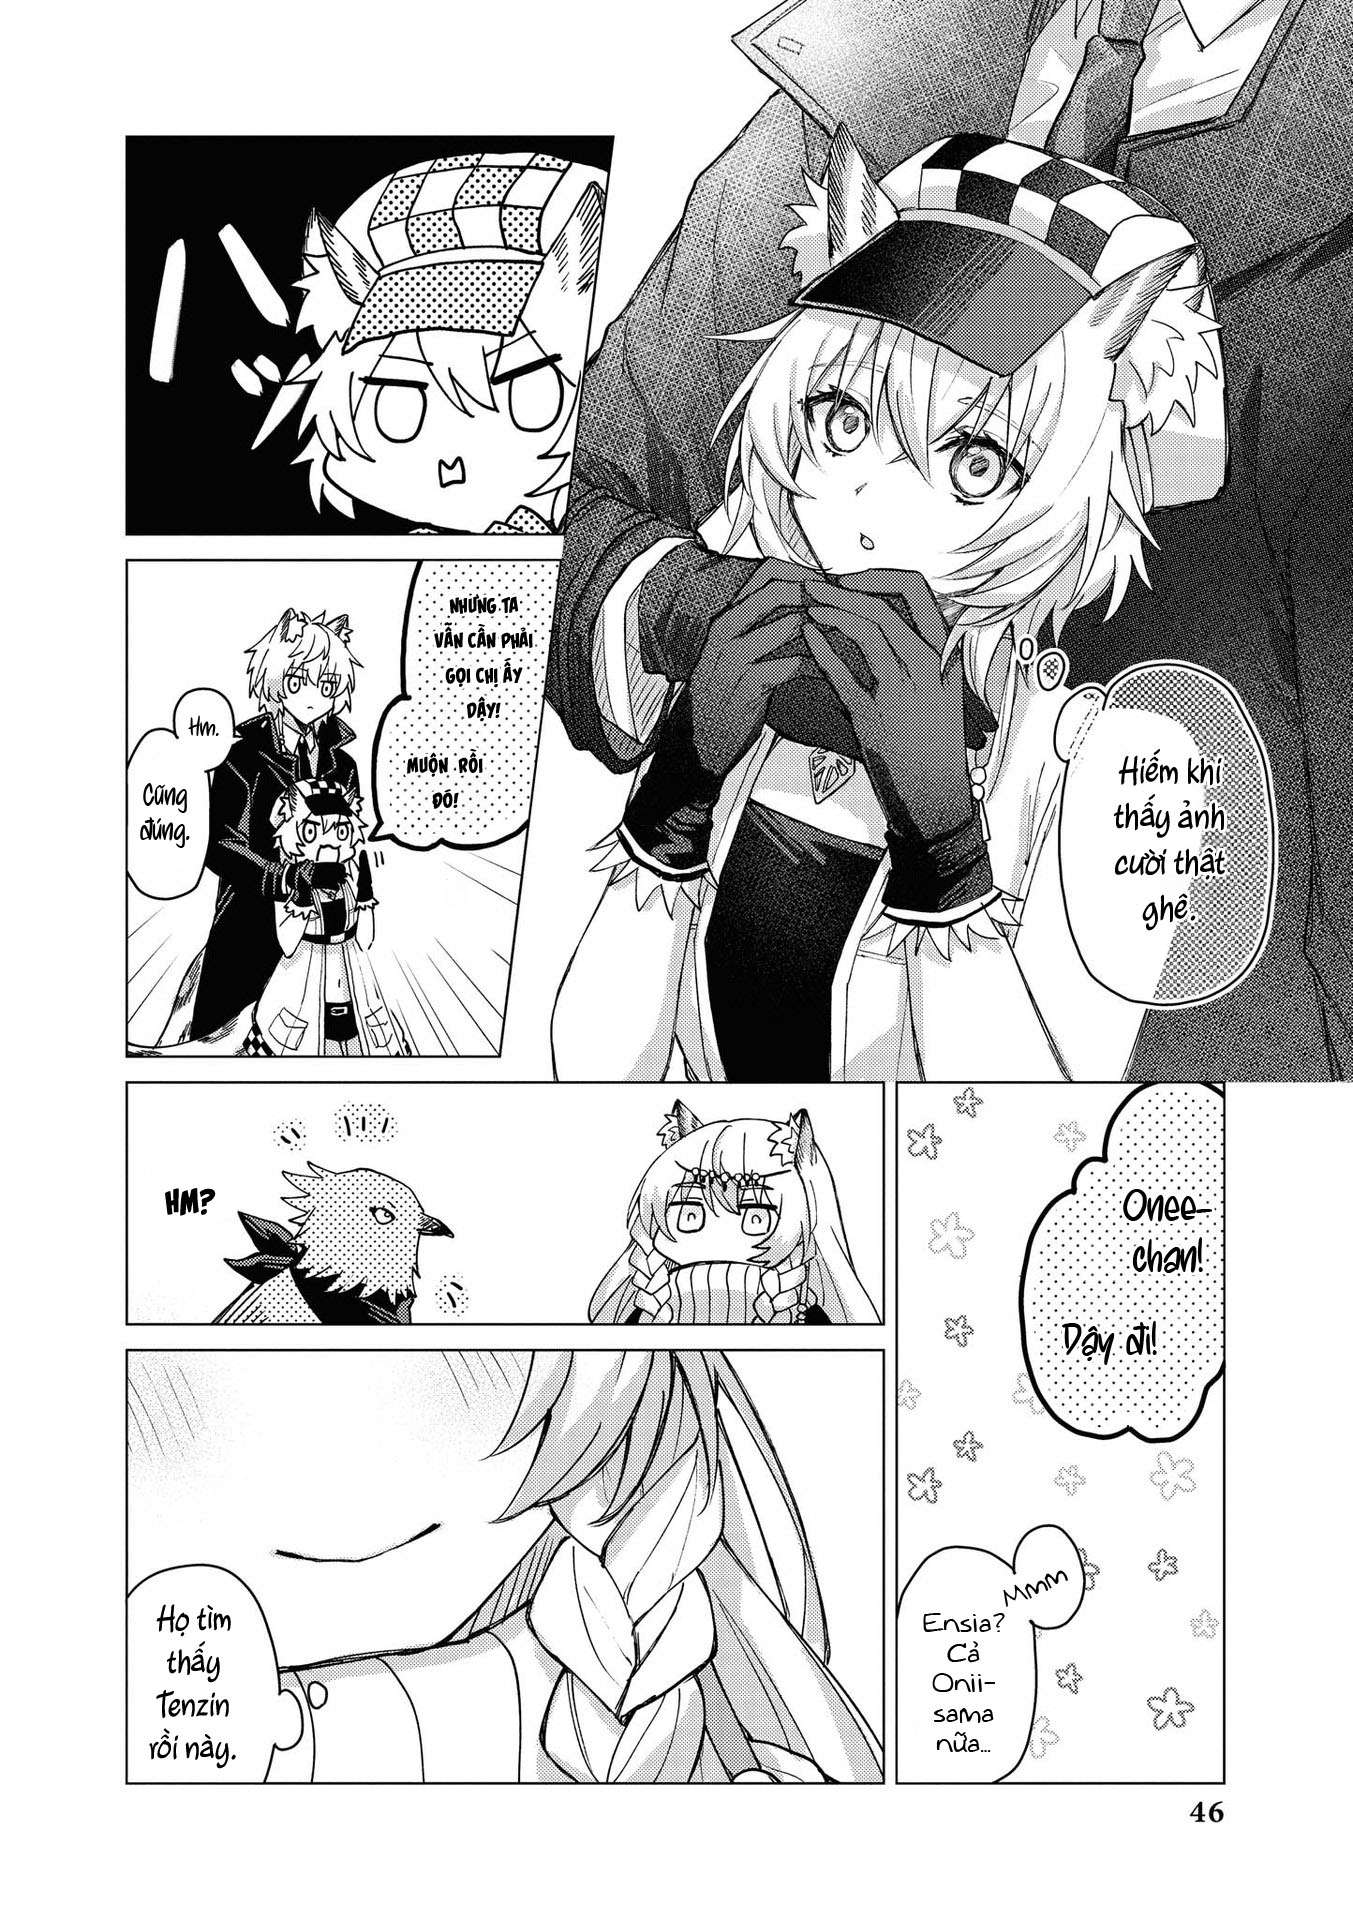 Hiếm khi
thấy ảnh
cười thật
ghê.
NHƯNG TA
VẪN CẦN PHẢI
GỌI CHỊ ẤY
DẬY!
MUỘN RỒI
ĐÓ!
Hm.
Cũng
đúng.
Onee-
chan!
Dậy đi!
Mmm
Ensia?
Cả
Onii-
sama
nữa...
HM?
Họ tìm
thấy
Tenzin
rồi này.
46